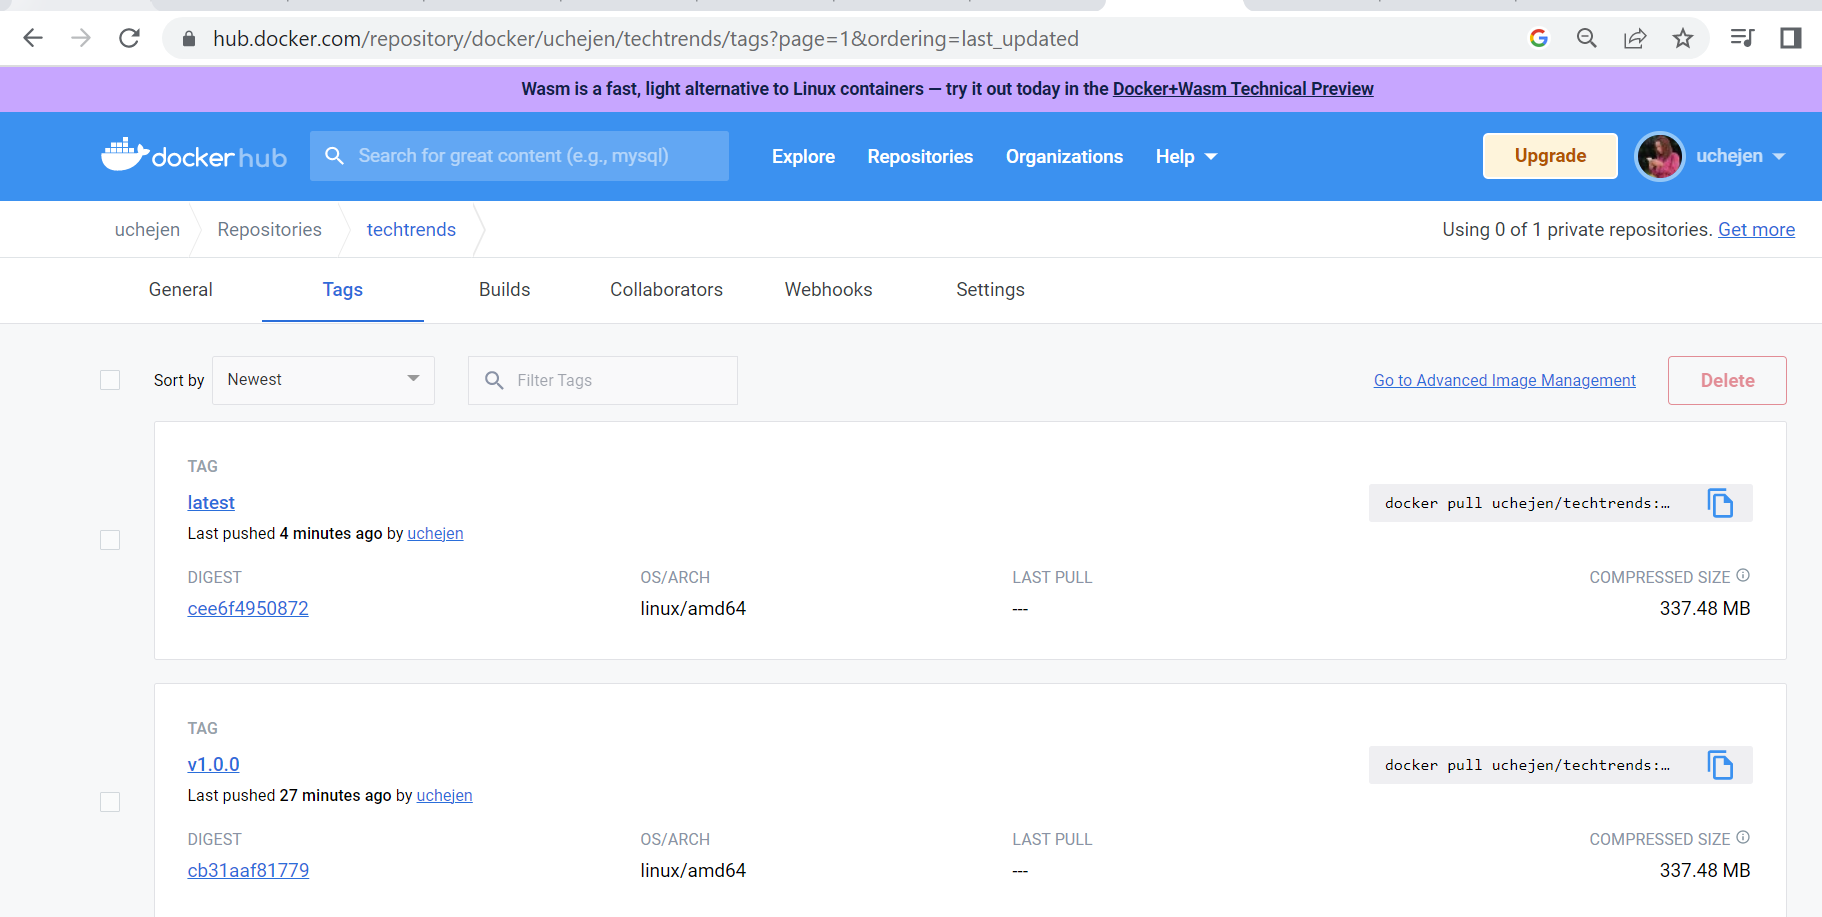 hub.docker.com/repository/docker/uchejen/techtrends/tags?page=1&ordering=last_updated
Wasm is a fast, light alternative to Linux containers — try it out today in the Docker+Wasm Technical Preview
docker hub Search for great content (e.g., mysql) Explore Repositories Organizations Help Upgrade uchejen
uchejen Repositories techtrends Using 0 of 1 private repositories. Get more
General Tags Builds Collaborators Webhooks Settings
Sort by Newest Filter Tags Go to Advanced Image Management Delete
TAG
latest docker pull uchejen/techtrends:…
Last pushed 4 minutes ago by uchejen
DIGEST OS/ARCH LAST PULL COMPRESSED SIZE
cee6f4950872 linux/amd64 --- 337.48 MB
TAG
v1.0.0 docker pull uchejen/techtrends:…
Last pushed 27 minutes ago by uchejen
DIGEST OS/ARCH LAST PULL COMPRESSED SIZE
cb31aaf81779 linux/amd64 --- 337.48 MB